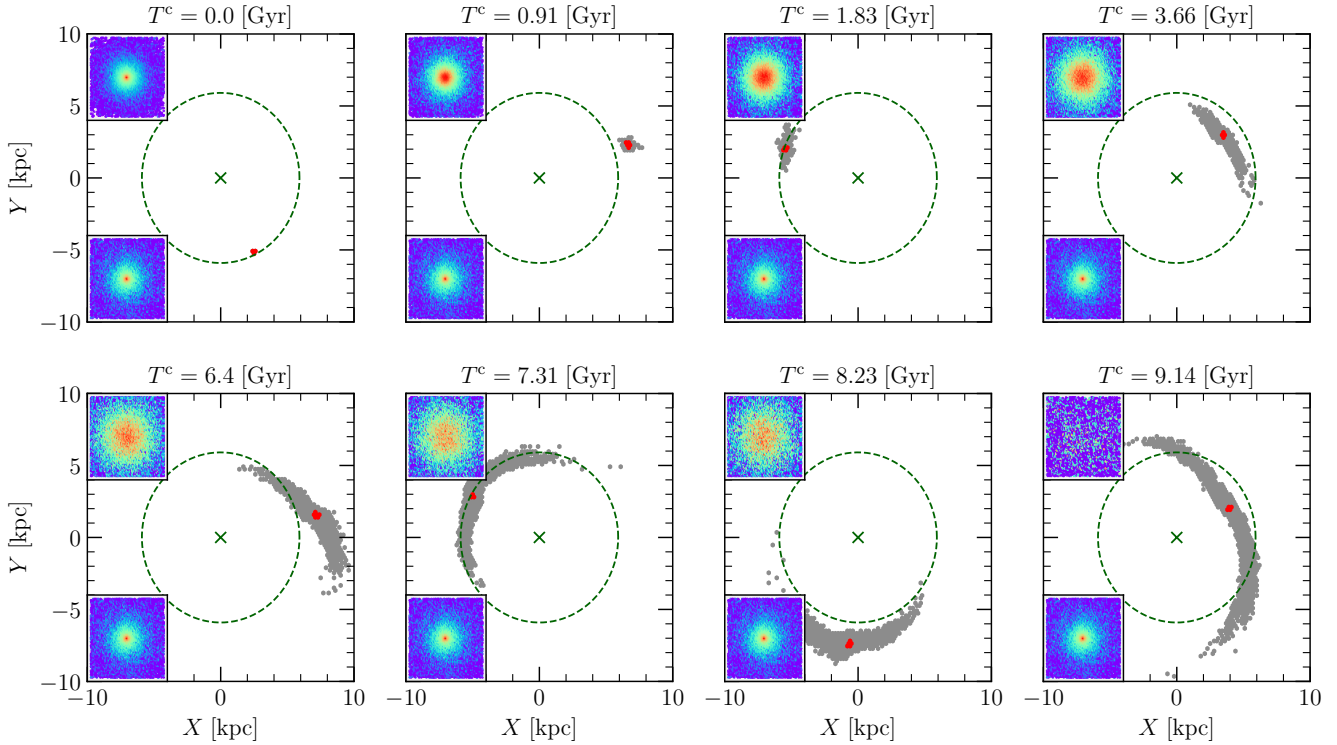 T^c = 0.0 [Gyr]
T^c = 0.91 [Gyr]
T^c = 1.83 [Gyr]
T^c = 3.66 [Gyr]
10
5
0
−5
−10
Y [kpc]
T^c = 6.4 [Gyr]
T^c = 7.31 [Gyr]
T^c = 8.23 [Gyr]
T^c = 9.14 [Gyr]
10
5
0
−5
−10
Y [kpc]
−10 0 10
−10 0 10
−10 0 10
−10 0 10
X [kpc]
X [kpc]
X [kpc]
X [kpc]